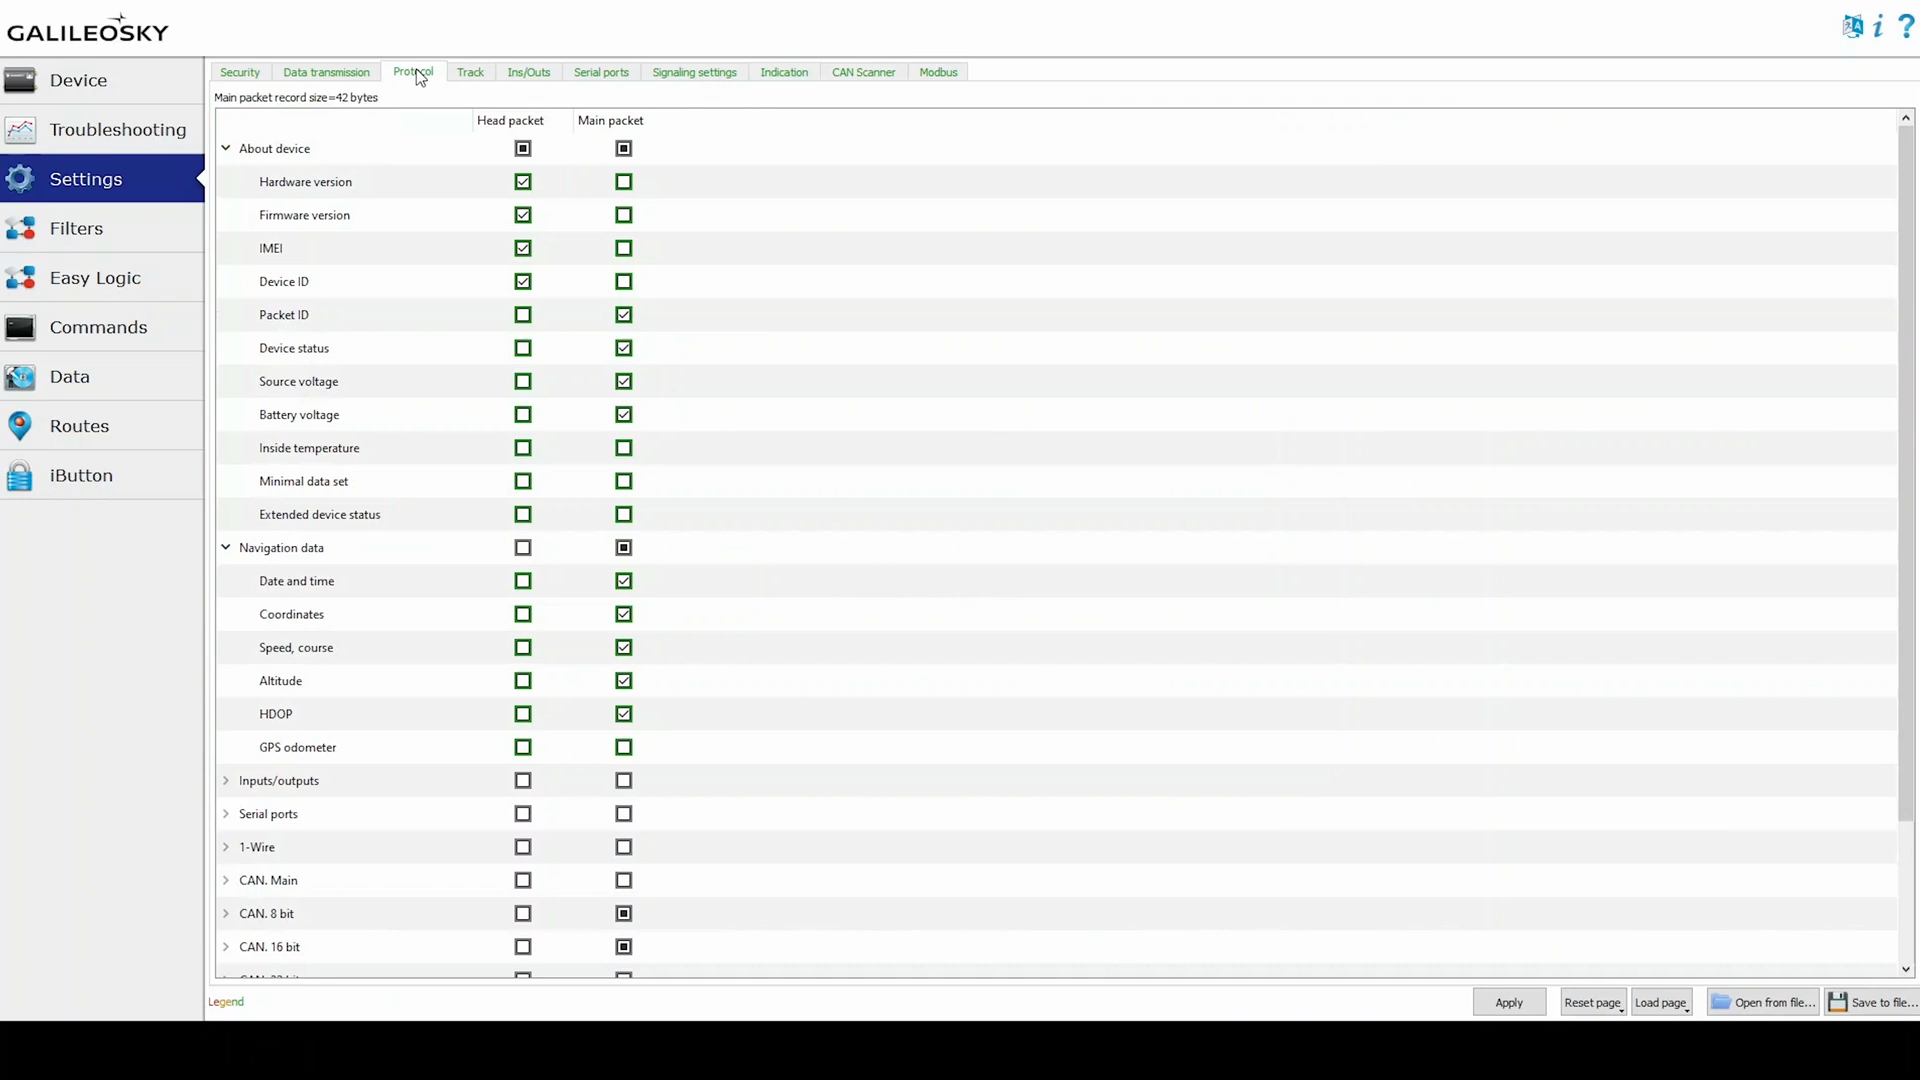 GALILEOSKY
Device
Troubleshooting
Settings
Filters
Easy Logic
Commands
Data
Routes
iButton
Security Data transmission Protocol Track Ins/Outs Serial ports Signaling settings Indication CAN Scanner Modbus
Main packet record size=42 bytes
Head packet Main packet
About device
Hardware version
Firmware version
IMEI
Device ID
Packet ID
Device status
Source voltage
Battery voltage
Inside temperature
Minimal data set
Extended device status
Navigation data
Date and time
Coordinates
Speed, course
Altitude
HDOP
GPS odometer
Inputs/outputs
Serial ports
1-Wire
CAN. Main
CAN. 8 bit
CAN. 16 bit
Legend
Apply Reset page Load page Open from file... Save to file...